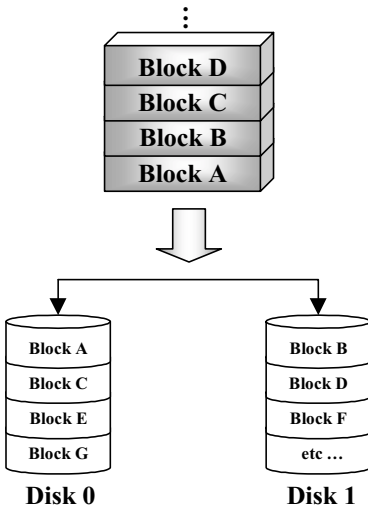 ⋮
Block D
Block C
Block B
Block A
Block A
Block C
Block E
Block G
Disk 0
Block B
Block D
Block F
etc …
Disk 1